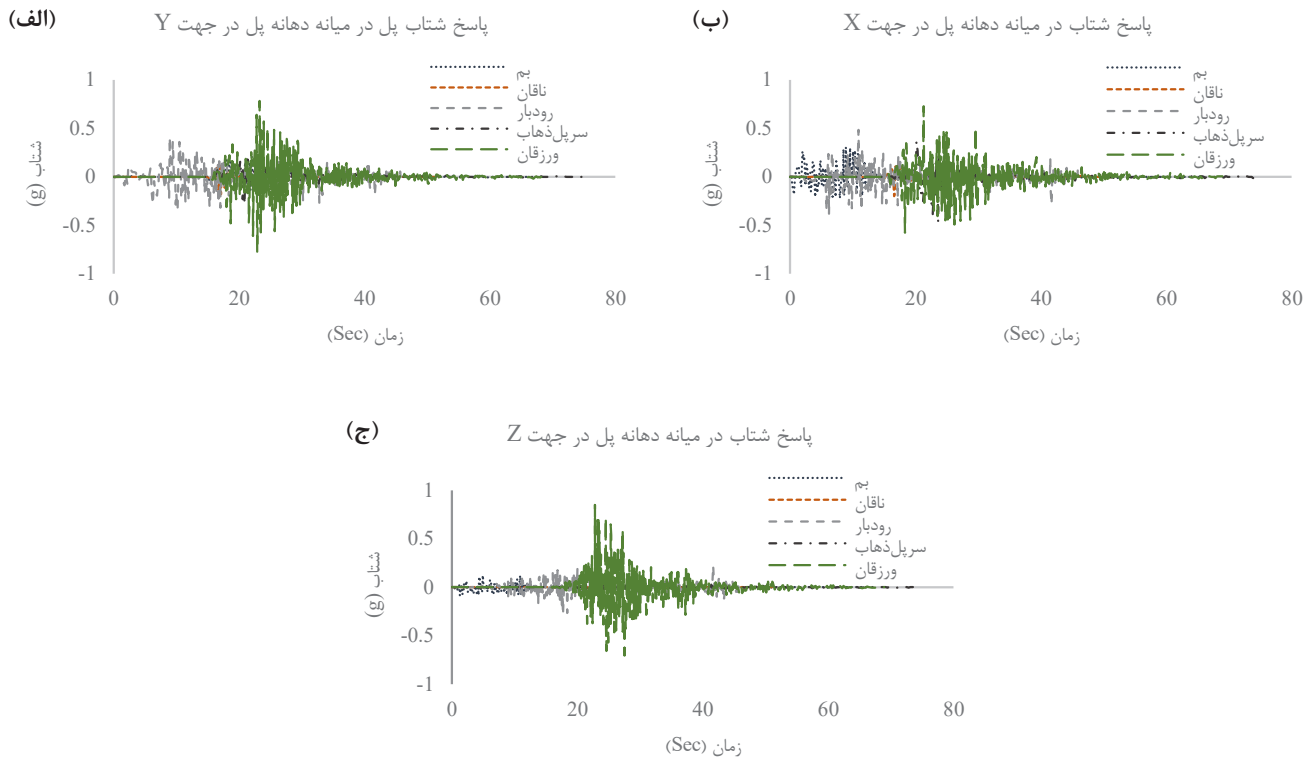 (الف)
پاسخ شتاب پل در میانه دهانه پل در جهت Y
بم
ناقان
رودبار
سرپل‌ذهاب
ورزقان
1
0.5
0
-0.5
-1
شتاب (g)
0
20
40
60
80
زمان (Sec)
(ب)
پاسخ شتاب در میانه دهانه پل در جهت X
بم
ناقان
رودبار
سرپل‌ذهاب
ورزقان
1
0.5
0
-0.5
-1
شتاب (g)
0
20
40
60
80
زمان (Sec)
(ج)
پاسخ شتاب در میانه دهانه پل در جهت Z
بم
ناقان
رودبار
سرپل‌ذهاب
ورزقان
1
0.5
0
-0.5
-1
شتاب (g)
0
20
40
60
80
زمان (Sec)